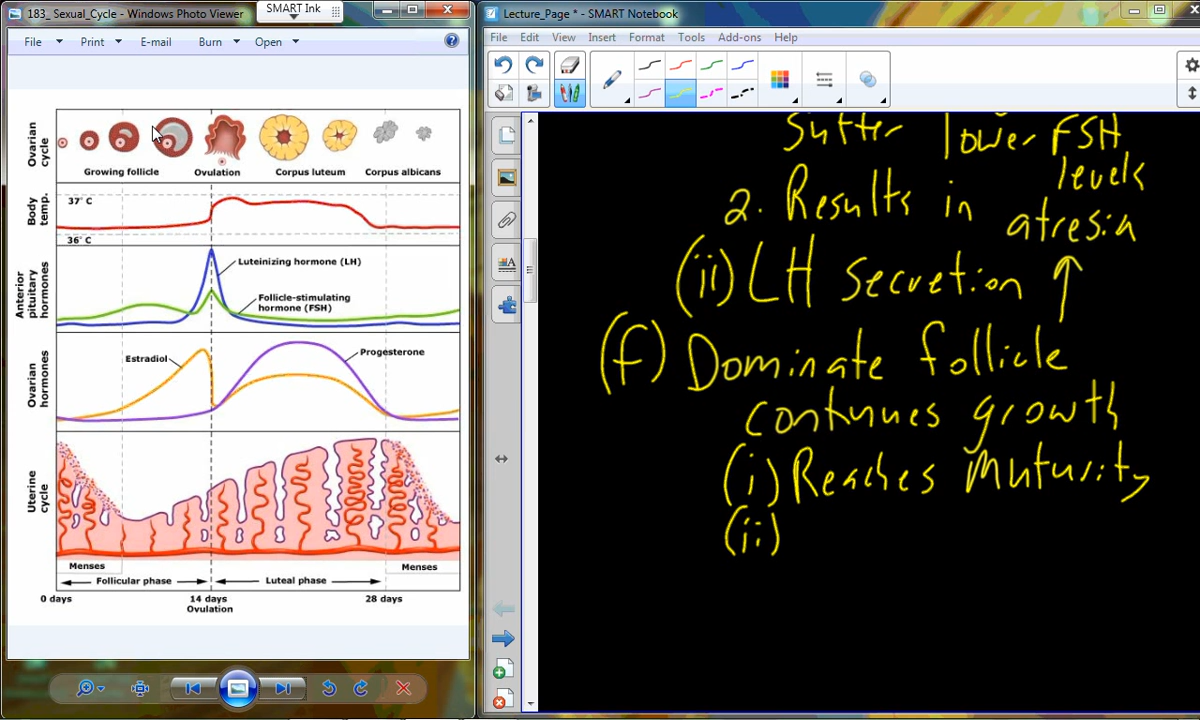 183_ Sexual_Cycle - Windows Photo Viewer
SMART Ink
File Print E-mail Burn Open
Ovarian
cycle
Growing follicle Ovulation Corpus luteum Corpus albicans
Body
temp.
37° C
36° C
Anterior
pituitary
hormones
Luteinizing hormone (LH)
Follicle-stimulating
hormone (FSH)
Ovarian
hormones
Estradiol
Progesterone
Uterine
cycle
Menses Menses
Follicular phase Luteal phase
0 days 14 days 28 days
Ovulation
Lecture_Page * - SMART Notebook
File Edit View Insert Format Tools Add-ons Help
Suffer lower FSH
levels
2. Results in atresia
(ii) LH secretion ↑
(f) Dominate follicle
continues growth
(i) Reaches Muturity
(ii)